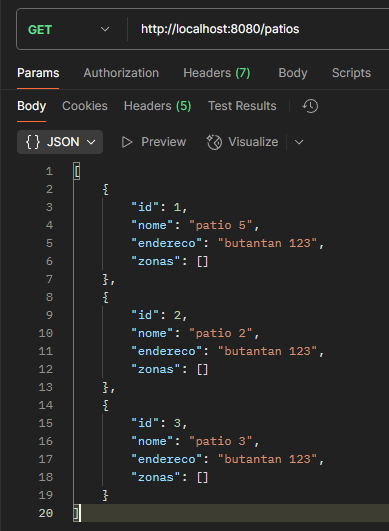 GET http://localhost:8080/patios
Params Authorization Headers (7) Body Scripts
Body Cookies Headers (5) Test Results
{} JSON Preview Visualize
1 [
2 {
3 "id": 1,
4 "nome": "patio 5",
5 "endereco": "butantan 123",
6 "zonas": []
7 },
8 {
9 "id": 2,
10 "nome": "patio 2",
11 "endereco": "butantan 123",
12 "zonas": []
13 },
14 {
15 "id": 3,
16 "nome": "patio 3",
17 "endereco": "butantan 123",
18 "zonas": []
19 }
20 ]